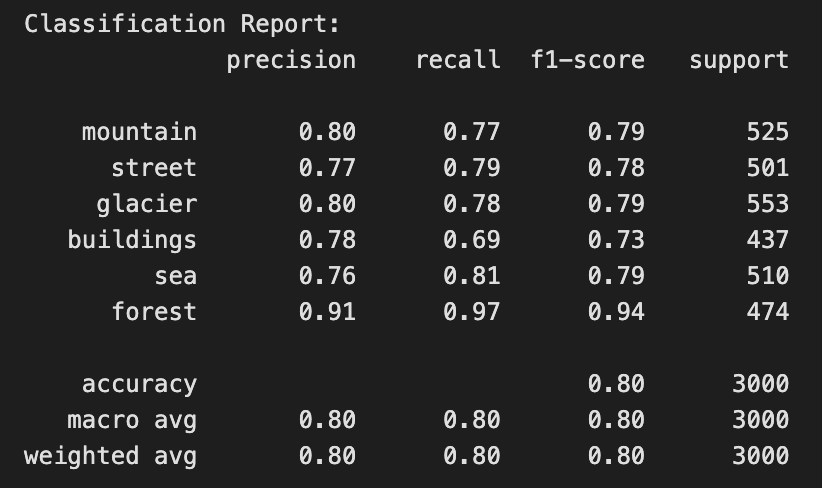 Classification Report:
precision recall f1-score support
mountain 0.80 0.77 0.79 525
street 0.77 0.79 0.78 501
glacier 0.80 0.78 0.79 553
buildings 0.78 0.69 0.73 437
sea 0.76 0.81 0.79 510
forest 0.91 0.97 0.94 474
accuracy 0.80 3000
macro avg 0.80 0.80 0.80 3000
weighted avg 0.80 0.80 0.80 3000